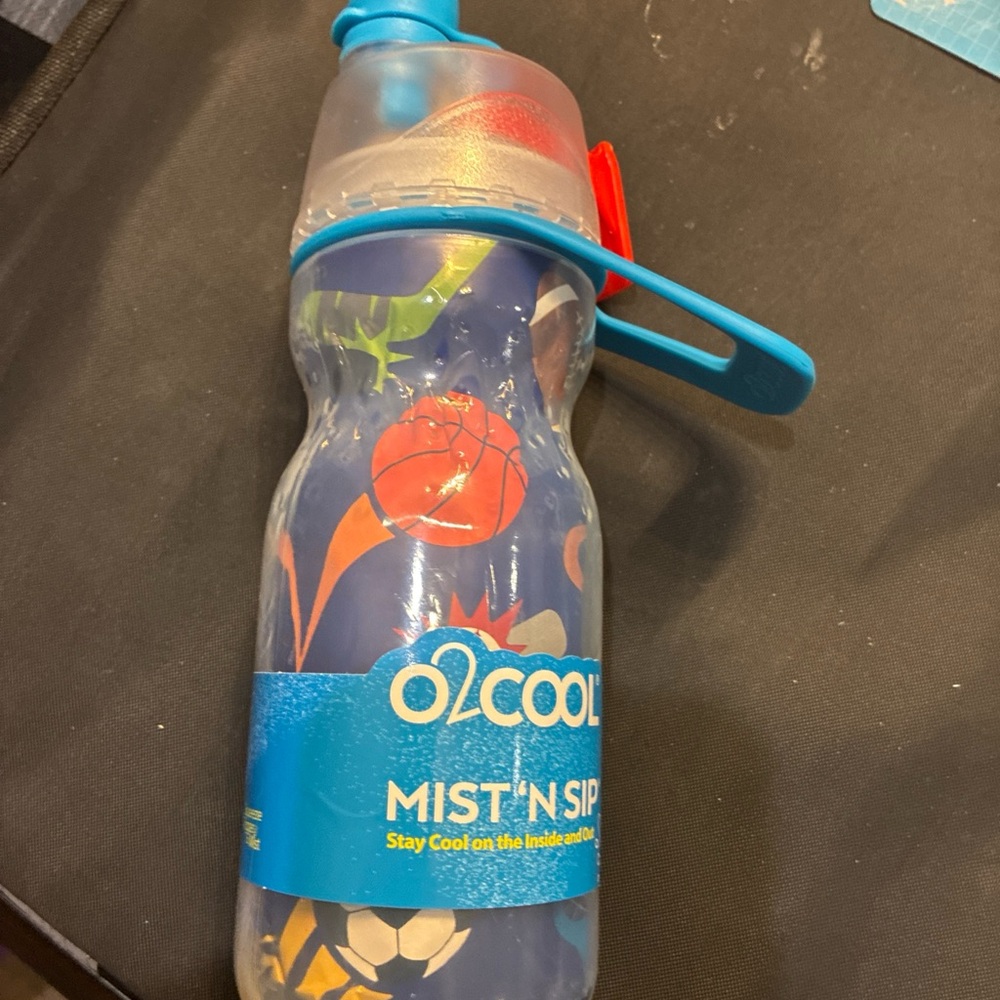 O2COOL
MIST 'N SIP
Stay Cool on the Inside and Out